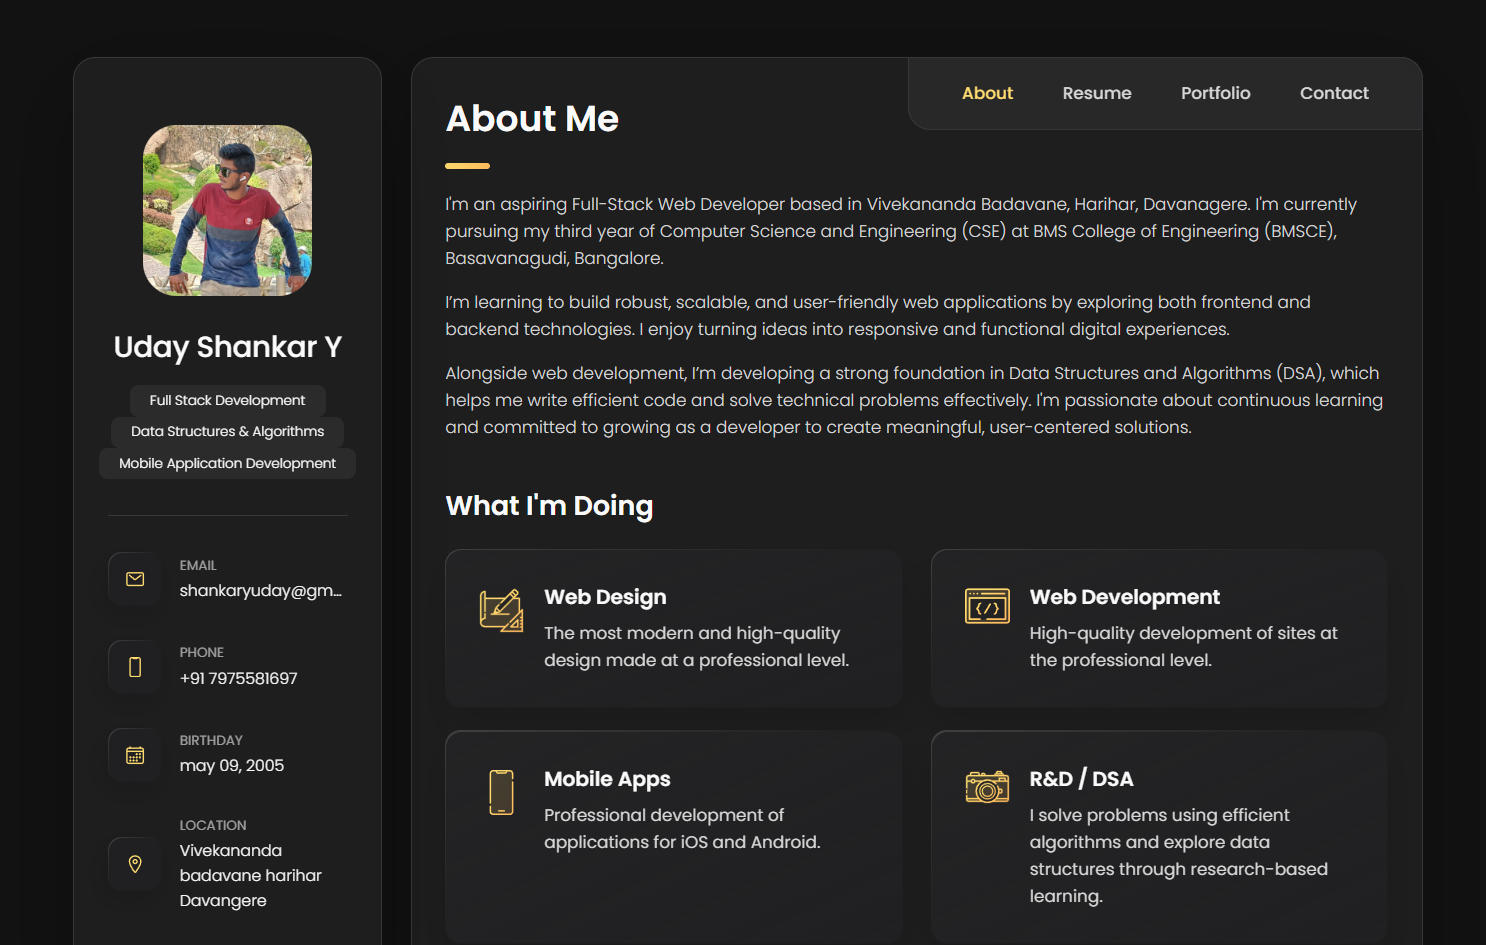 Uday Shankar Y
Full Stack Development
Data Structures & Algorithms
Mobile Application Development
EMAIL
shankaryuday@gm...
PHONE
+91 7975581697
BIRTHDAY
may 09, 2005
LOCATION
Vivekananda
badavane harihar
Davangere
About
Resume
Portfolio
Contact
About Me
I'm an aspiring Full-Stack Web Developer based in Vivekananda Badavane, Harihar, Davanagere. I'm currently
pursuing my third year of Computer Science and Engineering (CSE) at BMS College of Engineering (BMSCE),
Basavanagudi, Bangalore.
I’m learning to build robust, scalable, and user-friendly web applications by exploring both frontend and
backend technologies. I enjoy turning ideas into responsive and functional digital experiences.
Alongside web development, I’m developing a strong foundation in Data Structures and Algorithms (DSA), which
helps me write efficient code and solve technical problems effectively. I'm passionate about continuous learning
and committed to growing as a developer to create meaningful, user-centered solutions.
What I'm Doing
Web Design
The most modern and high-quality
design made at a professional level.
Web Development
High-quality development of sites at
the professional level.
Mobile Apps
Professional development of
applications for iOS and Android.
R&D / DSA
I solve problems using efficient
algorithms and explore data
structures through research-based
learning.